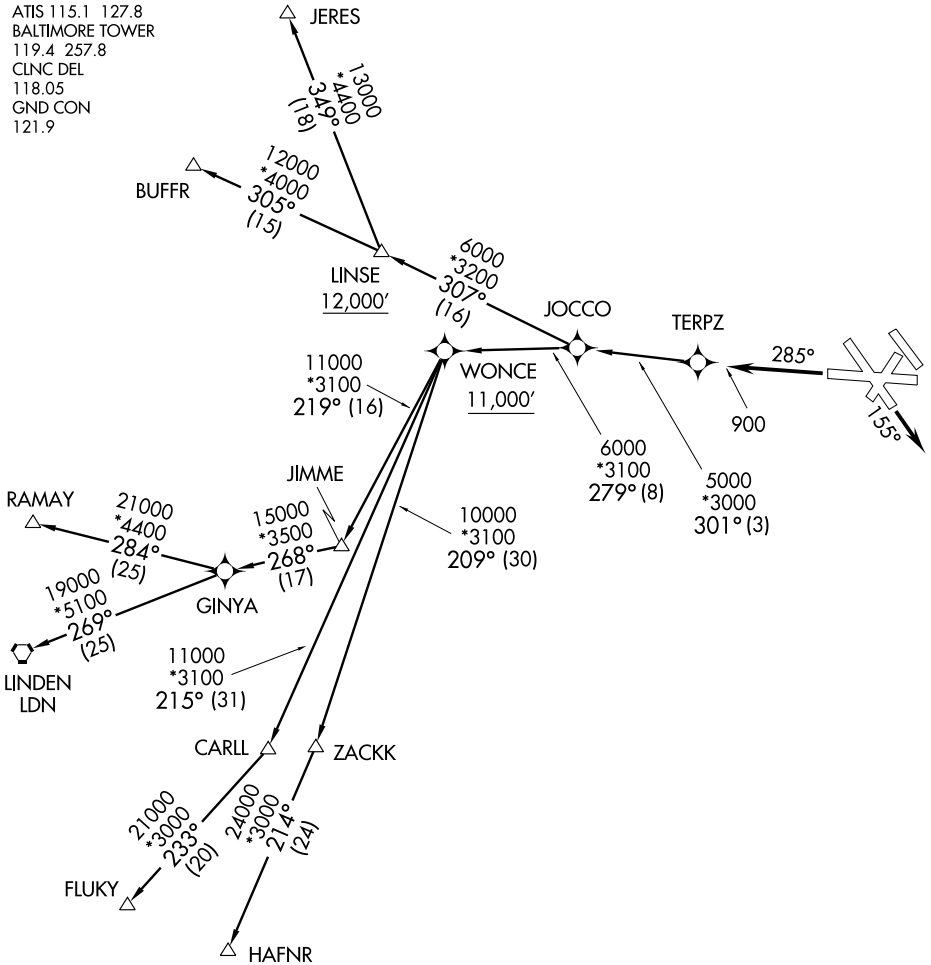 ATIS 115.1 127.8
BALTIMORE TOWER
119.4 257.8
CLNC DEL
118.05
GND CON
121.9
JERES
13000
*4400
349°
(18)
BUFFR
12000
*4000
305°
(15)
LINSE
12,000'
6000
*3200
307°
(16)
JOCCO
TERPZ
285°
155°
900
WONCE
11,000'
11000
*3100
219° (16)
6000
*3100
279° (8)
5000
*3000
301° (3)
JIMME
RAMAY
21000
*4400
284°
(25)
15000
*3500
268°
(17)
10000
*3100
209° (30)
GINYA
19000
*5100
269°
(25)
LINDEN
LDN
11000
*3100
215° (31)
CARLL
ZACKK
21000
*3000
233°
(20)
24000
*3000
214°
(24)
FLUKY
HAFNR